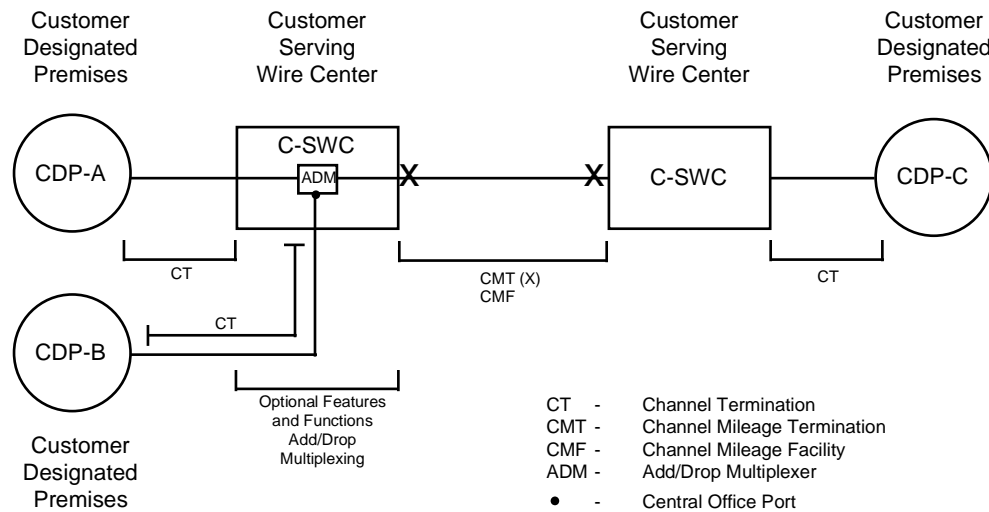 Customer
Designated
Premises
Customer
Serving
Wire Center
Customer
Serving
Wire Center
Customer
Designated
Premises
CDP-A
C-SWC
ADM
X
X
C-SWC
CDP-C
CT
CMT (X)
CMF
CT
CT
CDP-B
Optional Features
and Functions
Add/Drop
Multiplexing
Customer
Designated
Premises
CT - Channel Termination
CMT - Channel Mileage Termination
CMF - Channel Mileage Facility
ADM - Add/Drop Multiplexer
• - Central Office Port